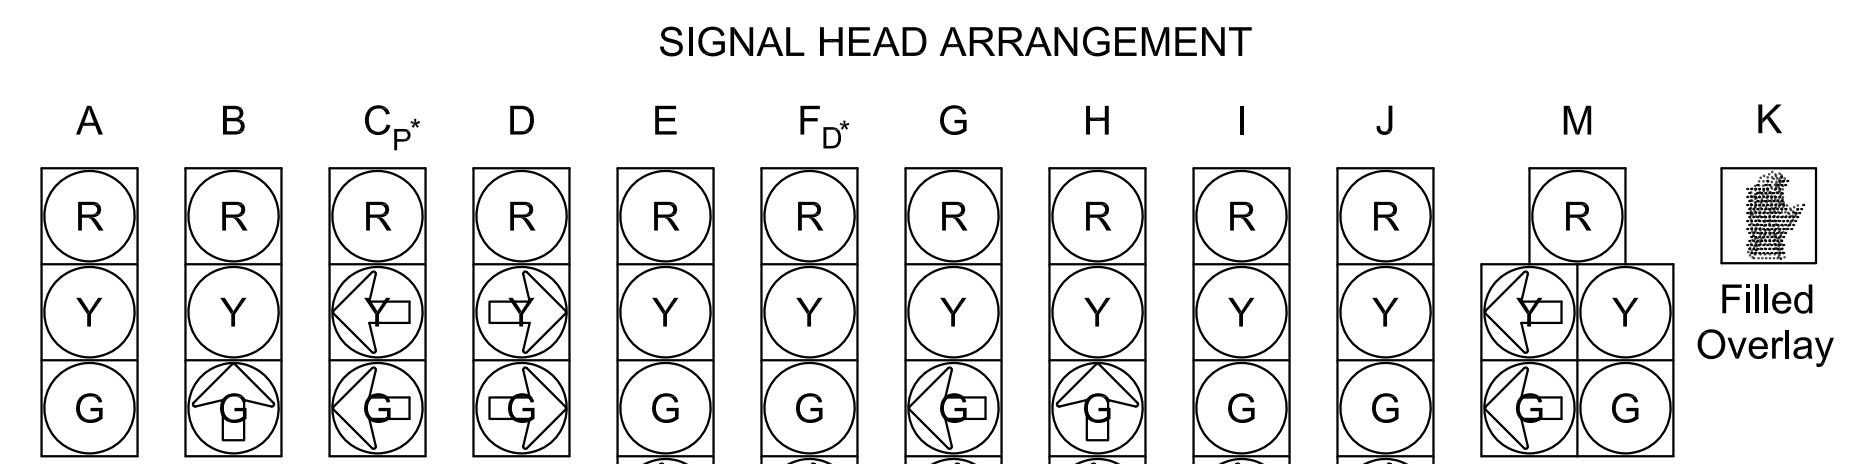 SIGNAL HEAD ARRANGEMENT
A B CP* D E FD* G H I J M K
R R R R R R R R R R R
Y Y Y Y Y Y Y Y Y Y Y Y
Filled
Overlay
G G G G G G G G G G G G